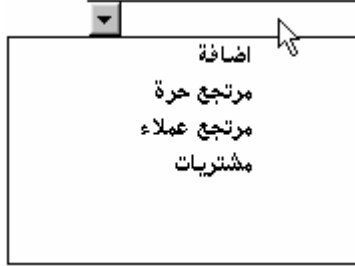 اضافة
مرتجع حرة
مرتجع عملاء
مشتريات